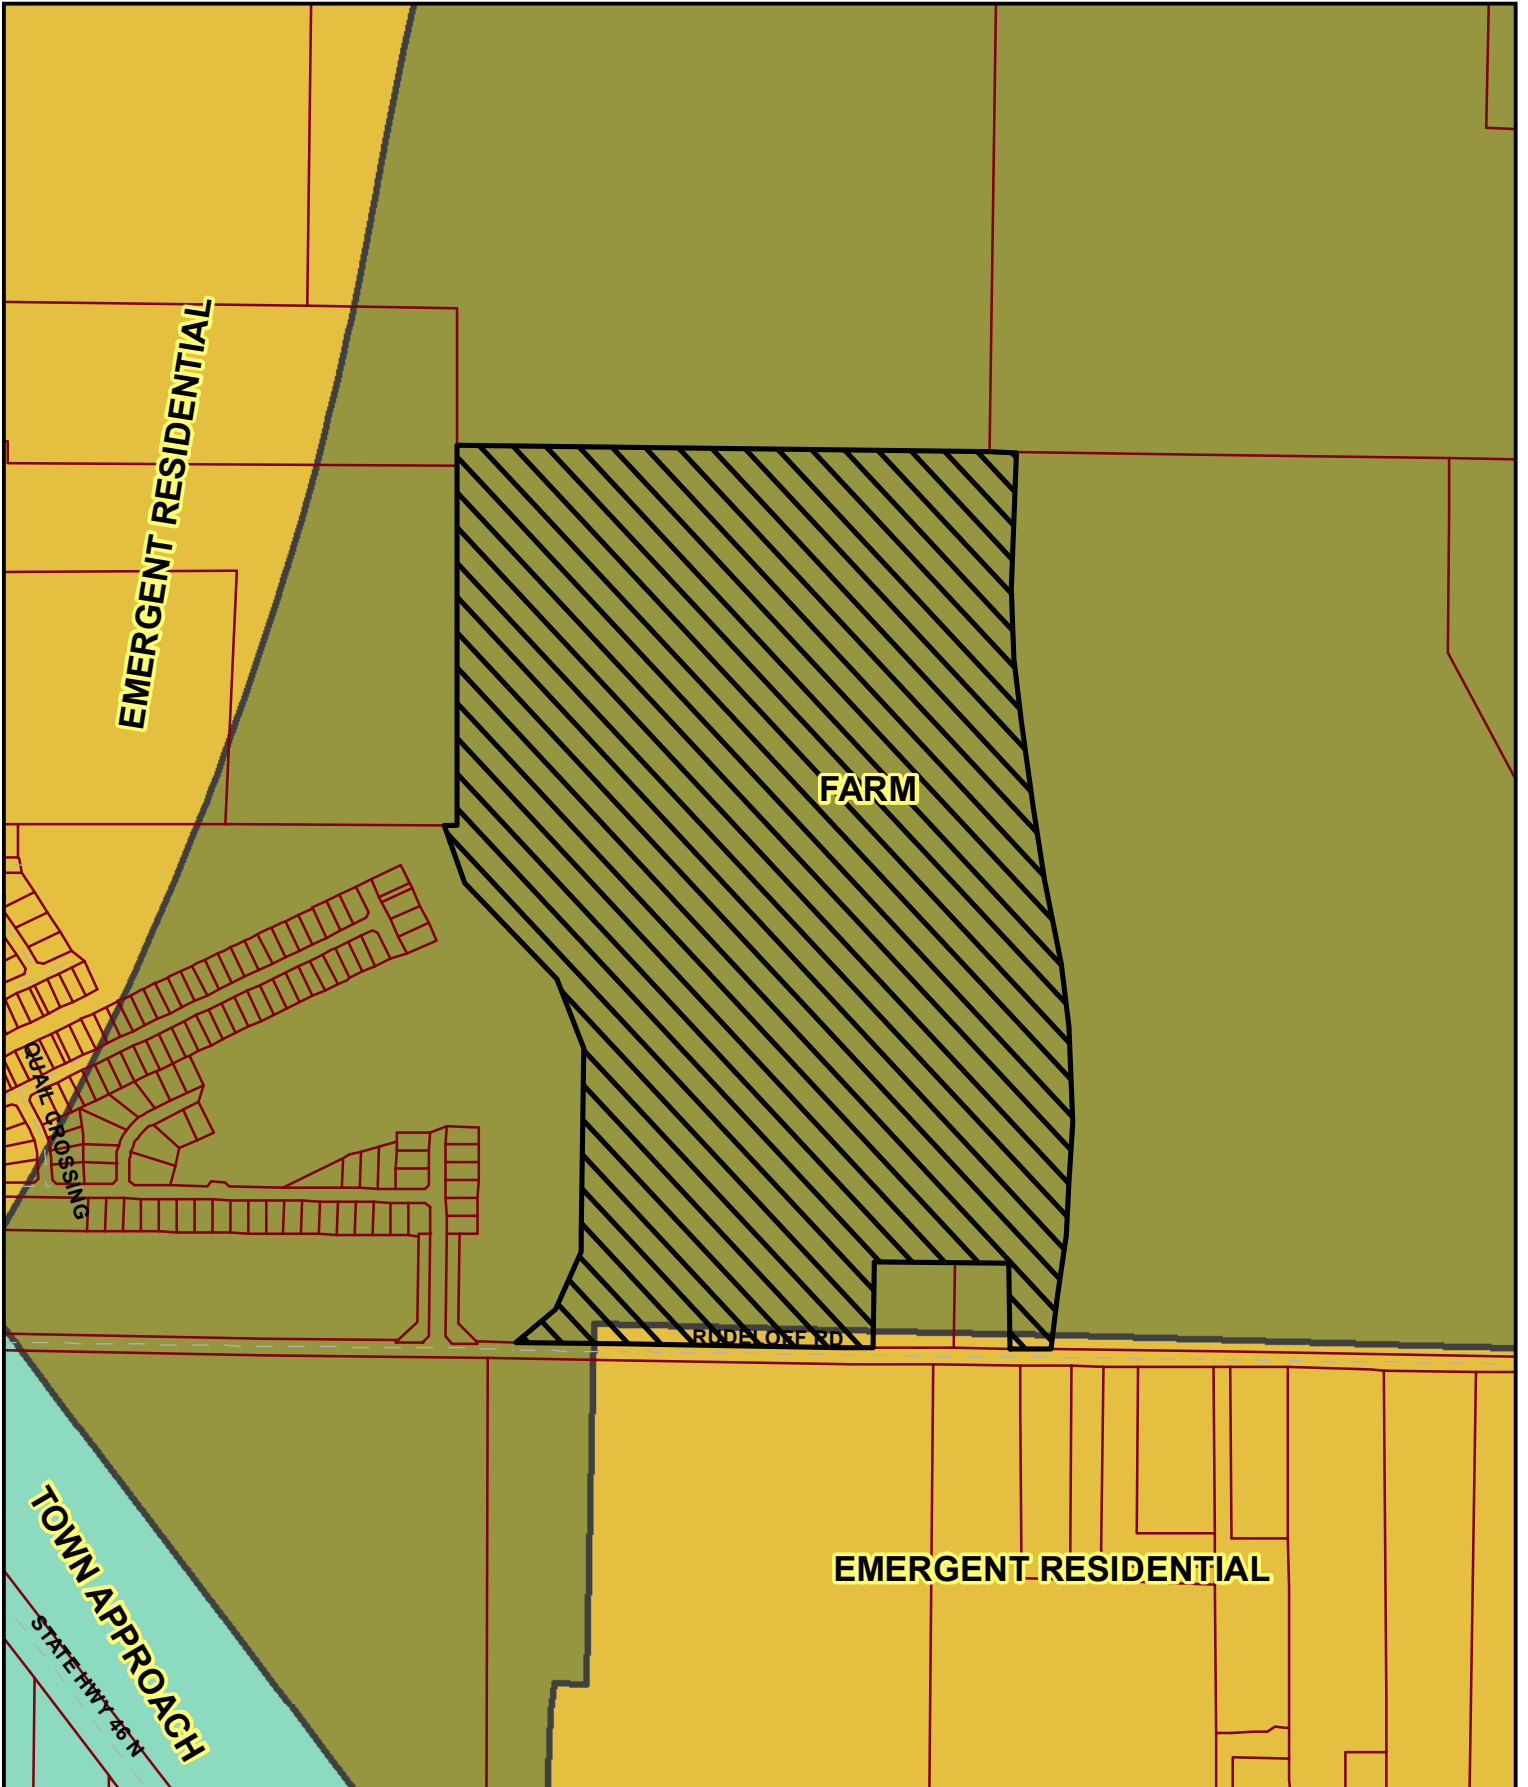 EMERGENT RESIDENTIAL
FARM
QUAIL CROSSING
RUDELOFF RD
EMERGENT RESIDENTIAL
TOWN APPROACH
STATE HWY 46 N